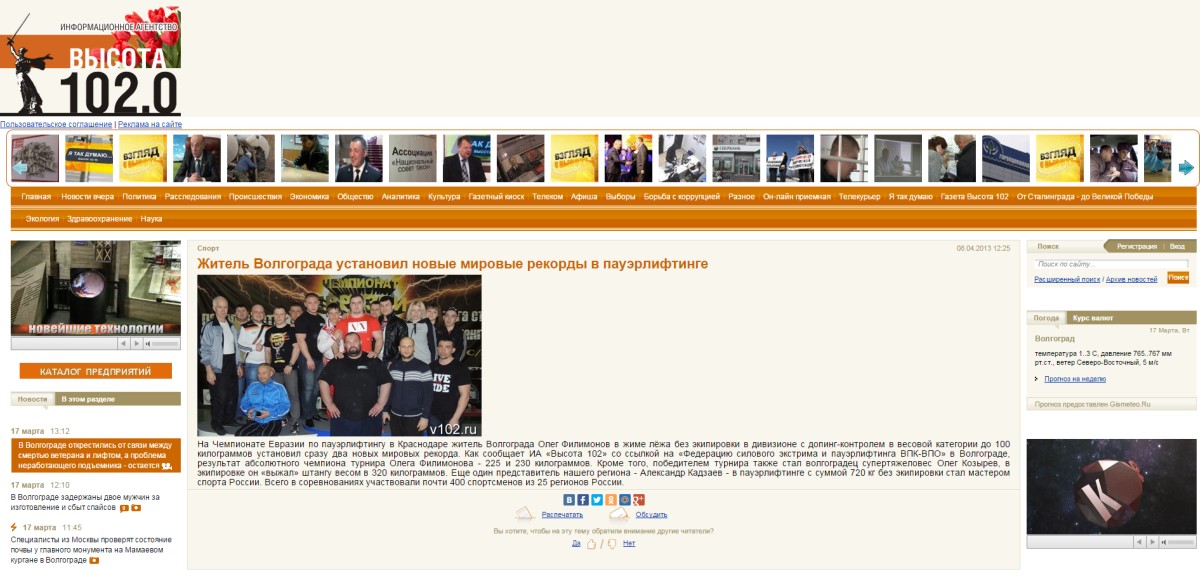 ИНФОРМАЦИОННОЕ АГЕНТСТВО
ВЫСОТА
102.0
Пользовательское соглашение | Реклама на сайте
Я ТАК ДУМАЮ...
ВЗГЛЯД
Ассоциация
«Национальный
ВЗГЛЯД
СБЕРБАНК
ВЗГЛЯД
Главная Новости вчера Политика Расследования Происшествия Экономика Общество Аналитика Культура Газетный киоск Телеком Афиша Выборы Борьба с коррупцией Разное Он-лайн приемная Телекурьер Я так думаю Газета Высота 102 От Сталинграда - до Великой Победы
Экология Здравоохранение Наука
НОВЕЙШИЕ ТЕХНОЛОГИИ
КАТАЛОГ ПРЕДПРИЯТИЙ
Новости В этом разделе
17 марта 13:12
В Волгограде открестились от связи между
смертью ветерана и лифтом, а проблема
неработающего подъемника - остается
17 марта 12:10
В Волгограде задержаны двое мужчин за
изготовление и сбыт спайсов
17 марта 11:45
Специалисты из Москвы проверят состояние
почвы у главного монумента на Мамаевом
кургане в Волгограде
Спорт 08.04.2013 12:25
Житель Волгограда установил новые мировые рекорды в пауэрлифтинге
LIVE
RIDE
v102.ru
На Чемпионате Евразии по пауэрлифтингу в Краснодаре житель Волгограда Олег Филимонов в жиме лёжа без экипировки в дивизионе с допинг-контролем в весовой категории до 100
килограммов установил сразу два новых мировых рекорда. Как сообщает ИА «Высота 102» со ссылкой на «Федерацию силового экстрима и пауэрлифтинга ВПК-ВПО» в Волгограде,
результат абсолютного чемпиона турнира Олега Филимонова - 225 и 230 килограммов. Кроме того, победителем турнира также стал волгоградец супертяжеловес Олег Козырев, в
экипировке он «выжал» штангу весом в 320 килограммов. Еще один представитель нашего региона - Александр Кадзаев - в пауэрлифтинге с суммой 720 кг без экипировки стал мастером
спорта России. Всего в соревнованиях участвовали почти 400 спортсменов из 25 регионов России.
Распечатать Обсудить
Вы хотите, чтобы на эту тему обратили внимание другие читатели?
Да / Нет
Поиск Регистрация | Вход
Поиск по сайту...
Расширенный поиск / Архив новостей Поиск
Погода Курс валют
17 Марта, Вт
Волгоград
температура 1..3 С, давление 765..767 мм
рт.ст., ветер Северо-Восточный, 5 м/с
Прогноз на неделю
Прогноз предоставлен Gismeteo.Ru
К